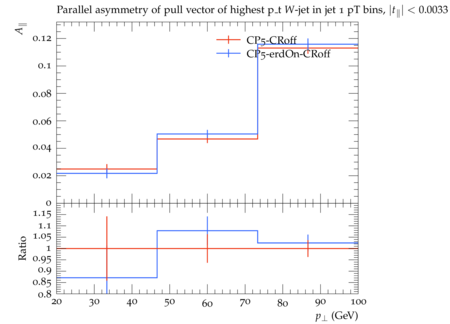 Parallel asymmetry of pull vector of highest p_t W-jet in jet 1 pT bins, |t∥| < 0.0033
A∥
0.12
0.1
0.08
0.06
0.04
0.02
0
CP5-CRoff
CP5-erdOn-CRoff
Ratio
1.15
1.1
1.05
1
0.95
0.9
0.85
0.8
20 30 40 50 60 70 80 90 100
p⊥ (GeV)